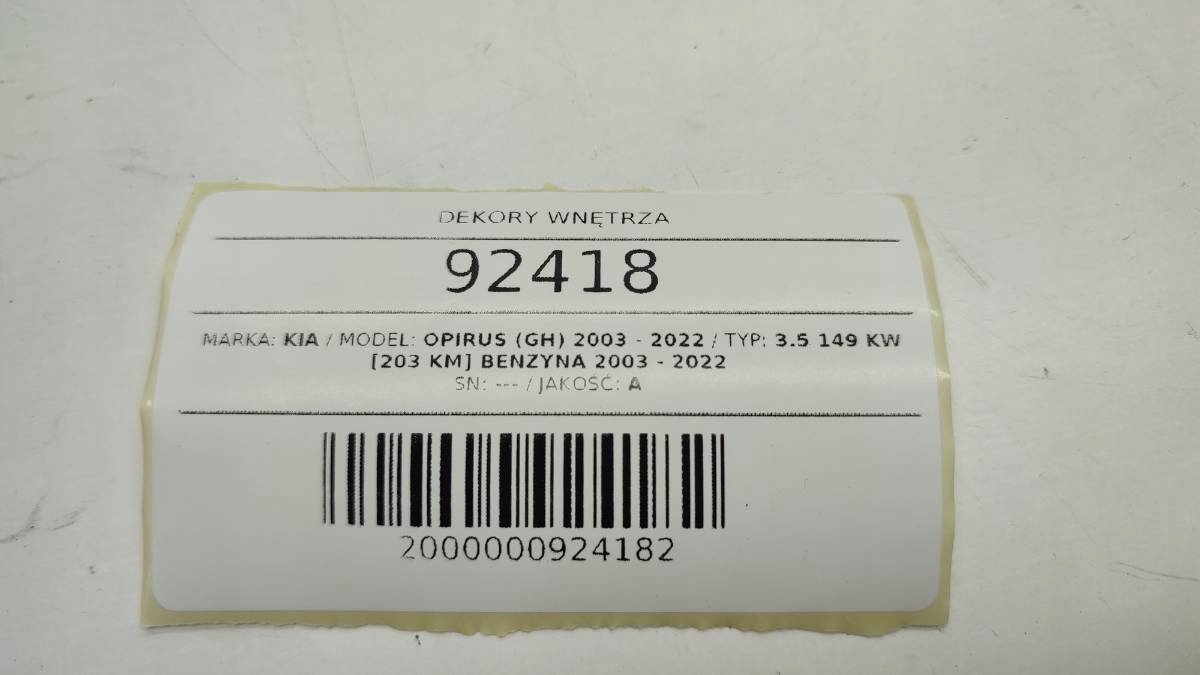 DEKORY WNĘTRZA
92418
MARKA: KIA / MODEL: OPIRUS (GH) 2003 - 2022 / TYP: 3.5 149 KW
[203 KM] BENZYNA 2003 - 2022
SN: --- / JAKOŚĆ: A
2000000924182